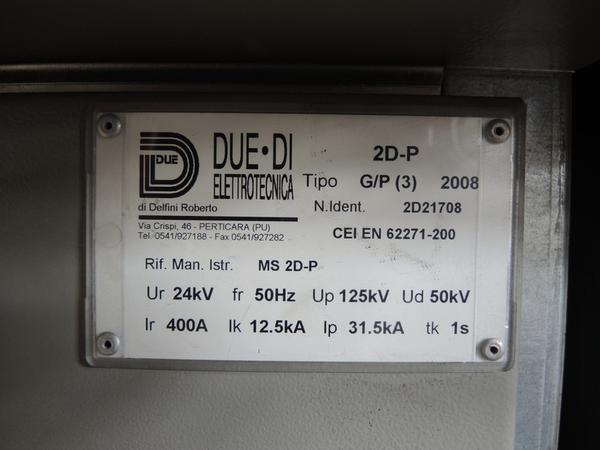 DUE
DUE·DI
ELETTROTECNICA
di Delfini Roberto
Via Crispi, 46 - PERTICARA (PU)
Tel. 0541/927188 - Fax 0541/927282
2D-P
Tipo G/P (3) 2008
N.Ident. 2D21708
CEI EN 62271-200
Rif. Man. Istr. MS 2D-P
Ur 24kV fr 50Hz Up 125kV Ud 50kV
Ir 400A Ik 12.5kA Ip 31.5kA tk 1s